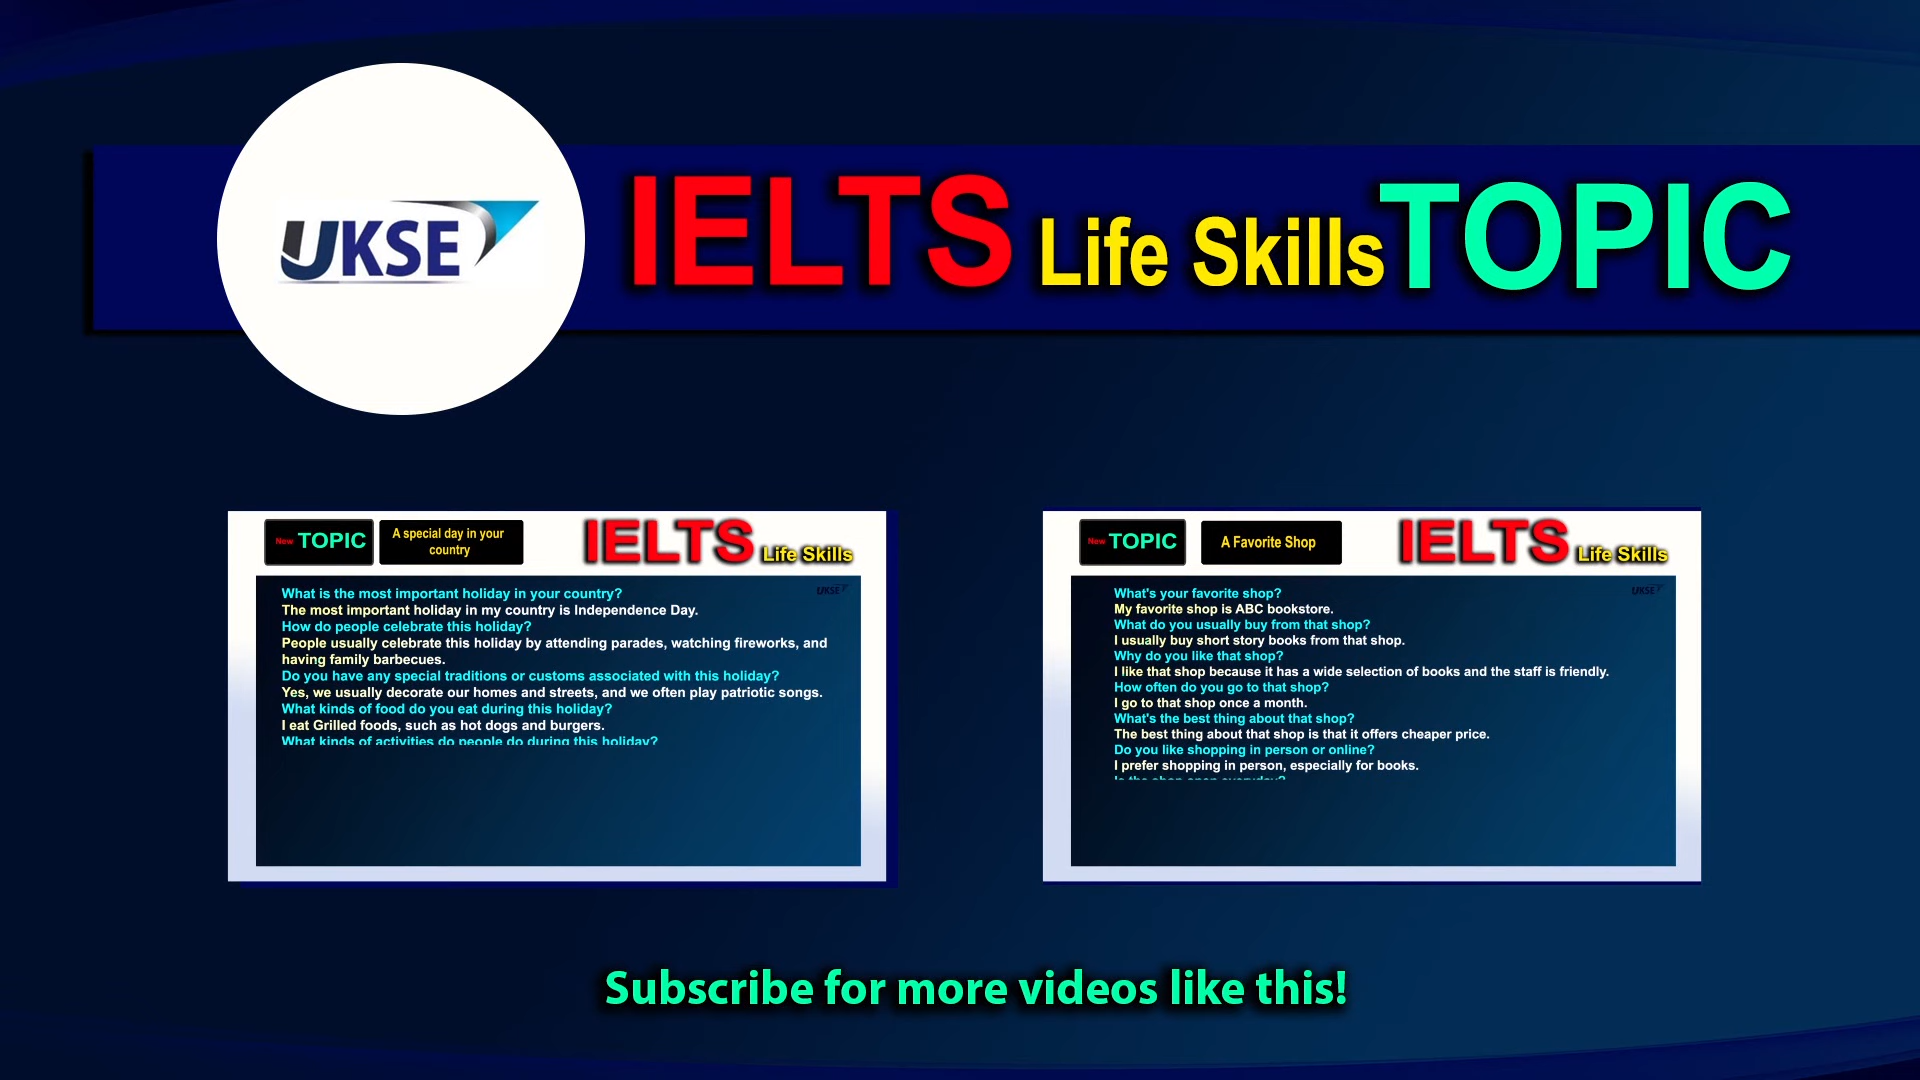 UKSE
IELTS Life Skills TOPIC
New TOPIC
A special day in your
country
IELTS Life Skills
UKSE
What is the most important holiday in your country?
The most important holiday in my country is Independence Day.
How do people celebrate this holiday?
People usually celebrate this holiday by attending parades, watching fireworks, and
having family barbecues.
Do you have any special traditions or customs associated with this holiday?
Yes, we usually decorate our homes and streets, and we often play patriotic songs.
What kinds of food do you eat during this holiday?
I eat Grilled foods, such as hot dogs and burgers.
What kinds of activities do people do during this holiday?
New TOPIC
A Favorite Shop
IELTS Life Skills
UKSE
What's your favorite shop?
My favorite shop is ABC bookstore.
What do you usually buy from that shop?
I usually buy short story books from that shop.
Why do you like that shop?
I like that shop because it has a wide selection of books and the staff is friendly.
How often do you go to that shop?
I go to that shop once a month.
What's the best thing about that shop?
The best thing about that shop is that it offers cheaper price.
Do you like shopping in person or online?
I prefer shopping in person, especially for books.
Is the shop open everyday?
Subscribe for more videos like this!